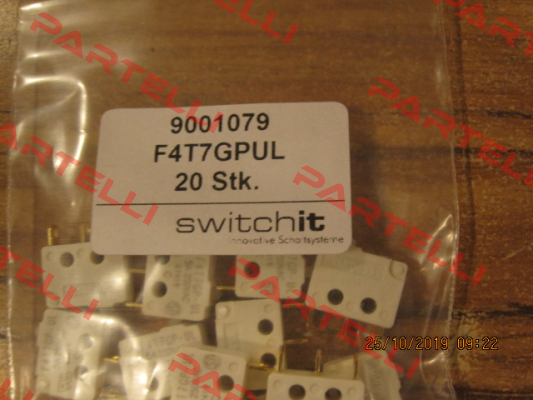 9001079
F4T7GPUL
20 Stk.
switchit
Innovative Schaltsysteme
25/10/2019 09:22
PARTELLI
PARTELLI
PARTELLI
PARTELLI
PARTELLI
PARTELLI